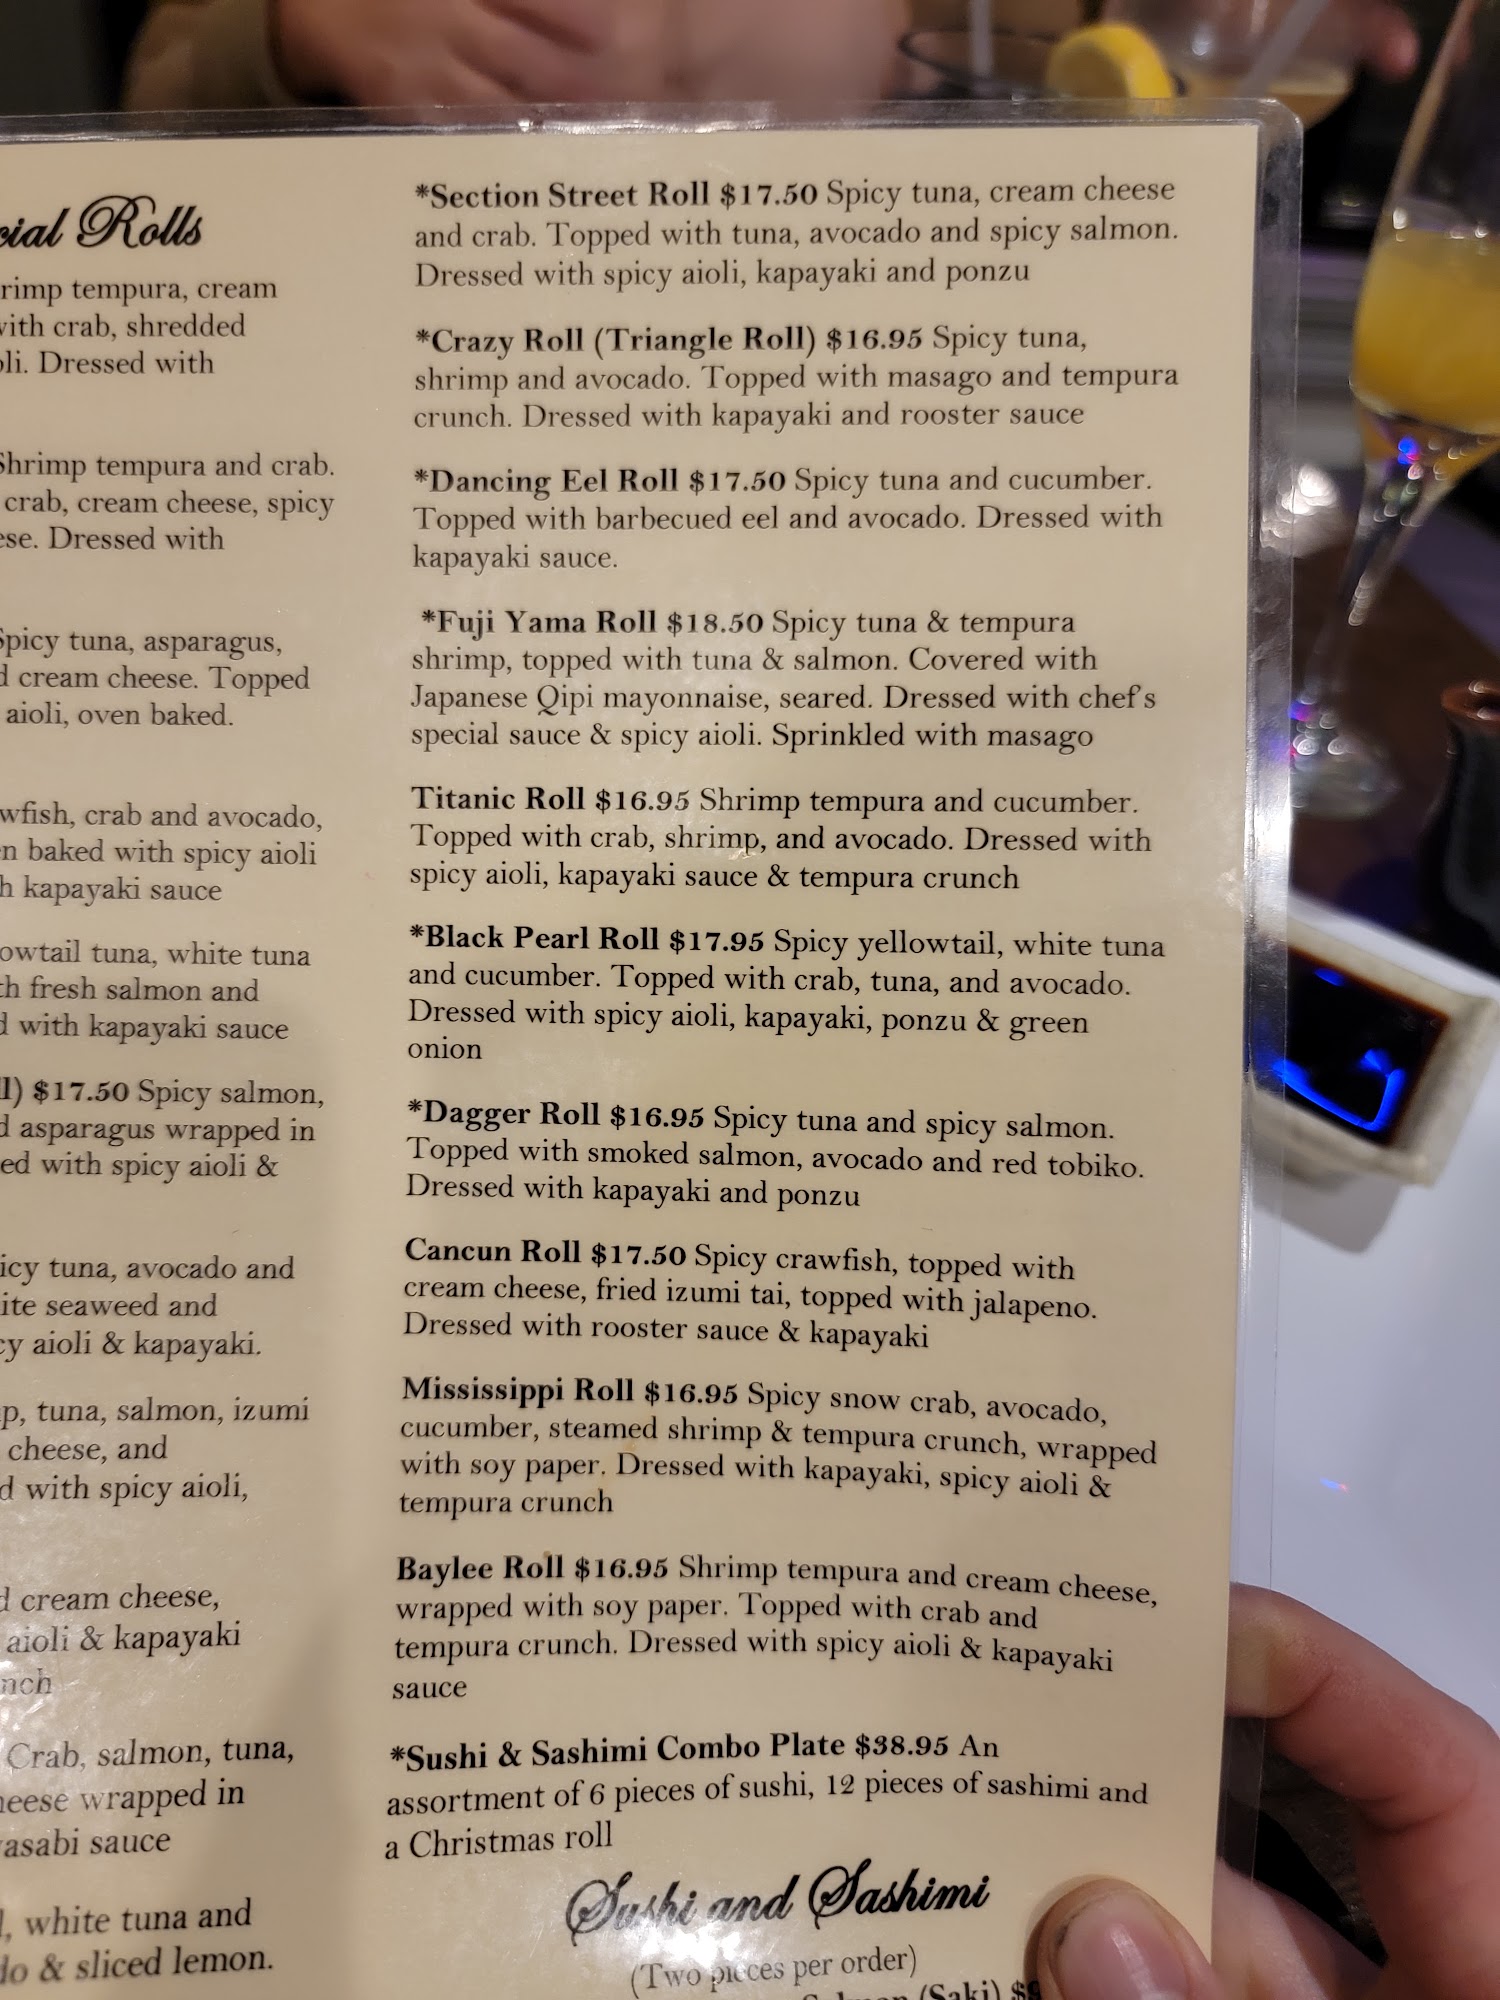 Rolls
rimp tempura, cream
with crab, shredded
Dressed with
Shrimp tempura and crab.
crab, cream cheese, spicy
Dressed with
Spicy tuna, asparagus,
cream cheese. Topped
aioli, oven baked.
wfish, crab and avocado,
baked with spicy aioli
kapayaki sauce
owtail tuna, white tuna
fresh salmon and
with kapayaki sauce
$17.50 Spicy salmon,
asparagus wrapped in
ed with spicy aioli &
icy tuna, avocado and
ite seaweed and
cy aioli & kapayaki.
p, tuna, salmon, izumi
cheese, and
d with spicy aioli,
cream cheese,
aioli & kapayaki
nch
Crab, salmon, tuna,
heese wrapped in
asabi sauce
white tuna and
do & sliced lemon.
*Section Street Roll $17.50 Spicy tuna, cream cheese
and crab. Topped with tuna, avocado and spicy salmon.
Dressed with spicy aioli, kapayaki and ponzu
*Crazy Roll (Triangle Roll) $16.95 Spicy tuna,
shrimp and avocado. Topped with masago and tempura
crunch. Dressed with kapayaki and rooster sauce
*Dancing Eel Roll $17.50 Spicy tuna and cucumber.
Topped with barbecued eel and avocado. Dressed with
kapayaki sauce.
*Fuji Yama Roll $18.50 Spicy tuna & tempura
shrimp, topped with tuna & salmon. Covered with
Japanese Qipi mayonnaise, seared. Dressed with chef's
special sauce & spicy aioli. Sprinkled with masago
Titanic Roll $16.95 Shrimp tempura and cucumber.
Topped with crab, shrimp, and avocado. Dressed with
spicy aioli, kapayaki sauce & tempura crunch
*Black Pearl Roll $17.95 Spicy yellowtail, white tuna
and cucumber. Topped with crab, tuna, and avocado.
Dressed with spicy aioli, kapayaki, ponzu & green
onion
*Dagger Roll $16.95 Spicy tuna and spicy salmon.
Topped with smoked salmon, avocado and red tobiko.
Dressed with kapayaki and ponzu
Cancun Roll $17.50 Spicy crawfish, topped with
cream cheese, fried izumi tai, topped with jalapeno.
Dressed with rooster sauce & kapayaki
Mississippi Roll $16.95 Spicy snow crab, avocado,
cucumber, steamed shrimp & tempura crunch, wrapped
with soy paper. Dressed with kapayaki, spicy aioli &
tempura crunch
Baylee Roll $16.95 Shrimp tempura and cream cheese,
wrapped with soy paper. Topped with crab and
tempura crunch. Dressed with spicy aioli & kapayaki
sauce
*Sushi & Sashimi Combo Plate $38.95 An
assortment of 6 pieces of sushi, 12 pieces of sashimi and
a Christmas roll
Sushi and Sashimi
(Two pieces per order)
(Saki)